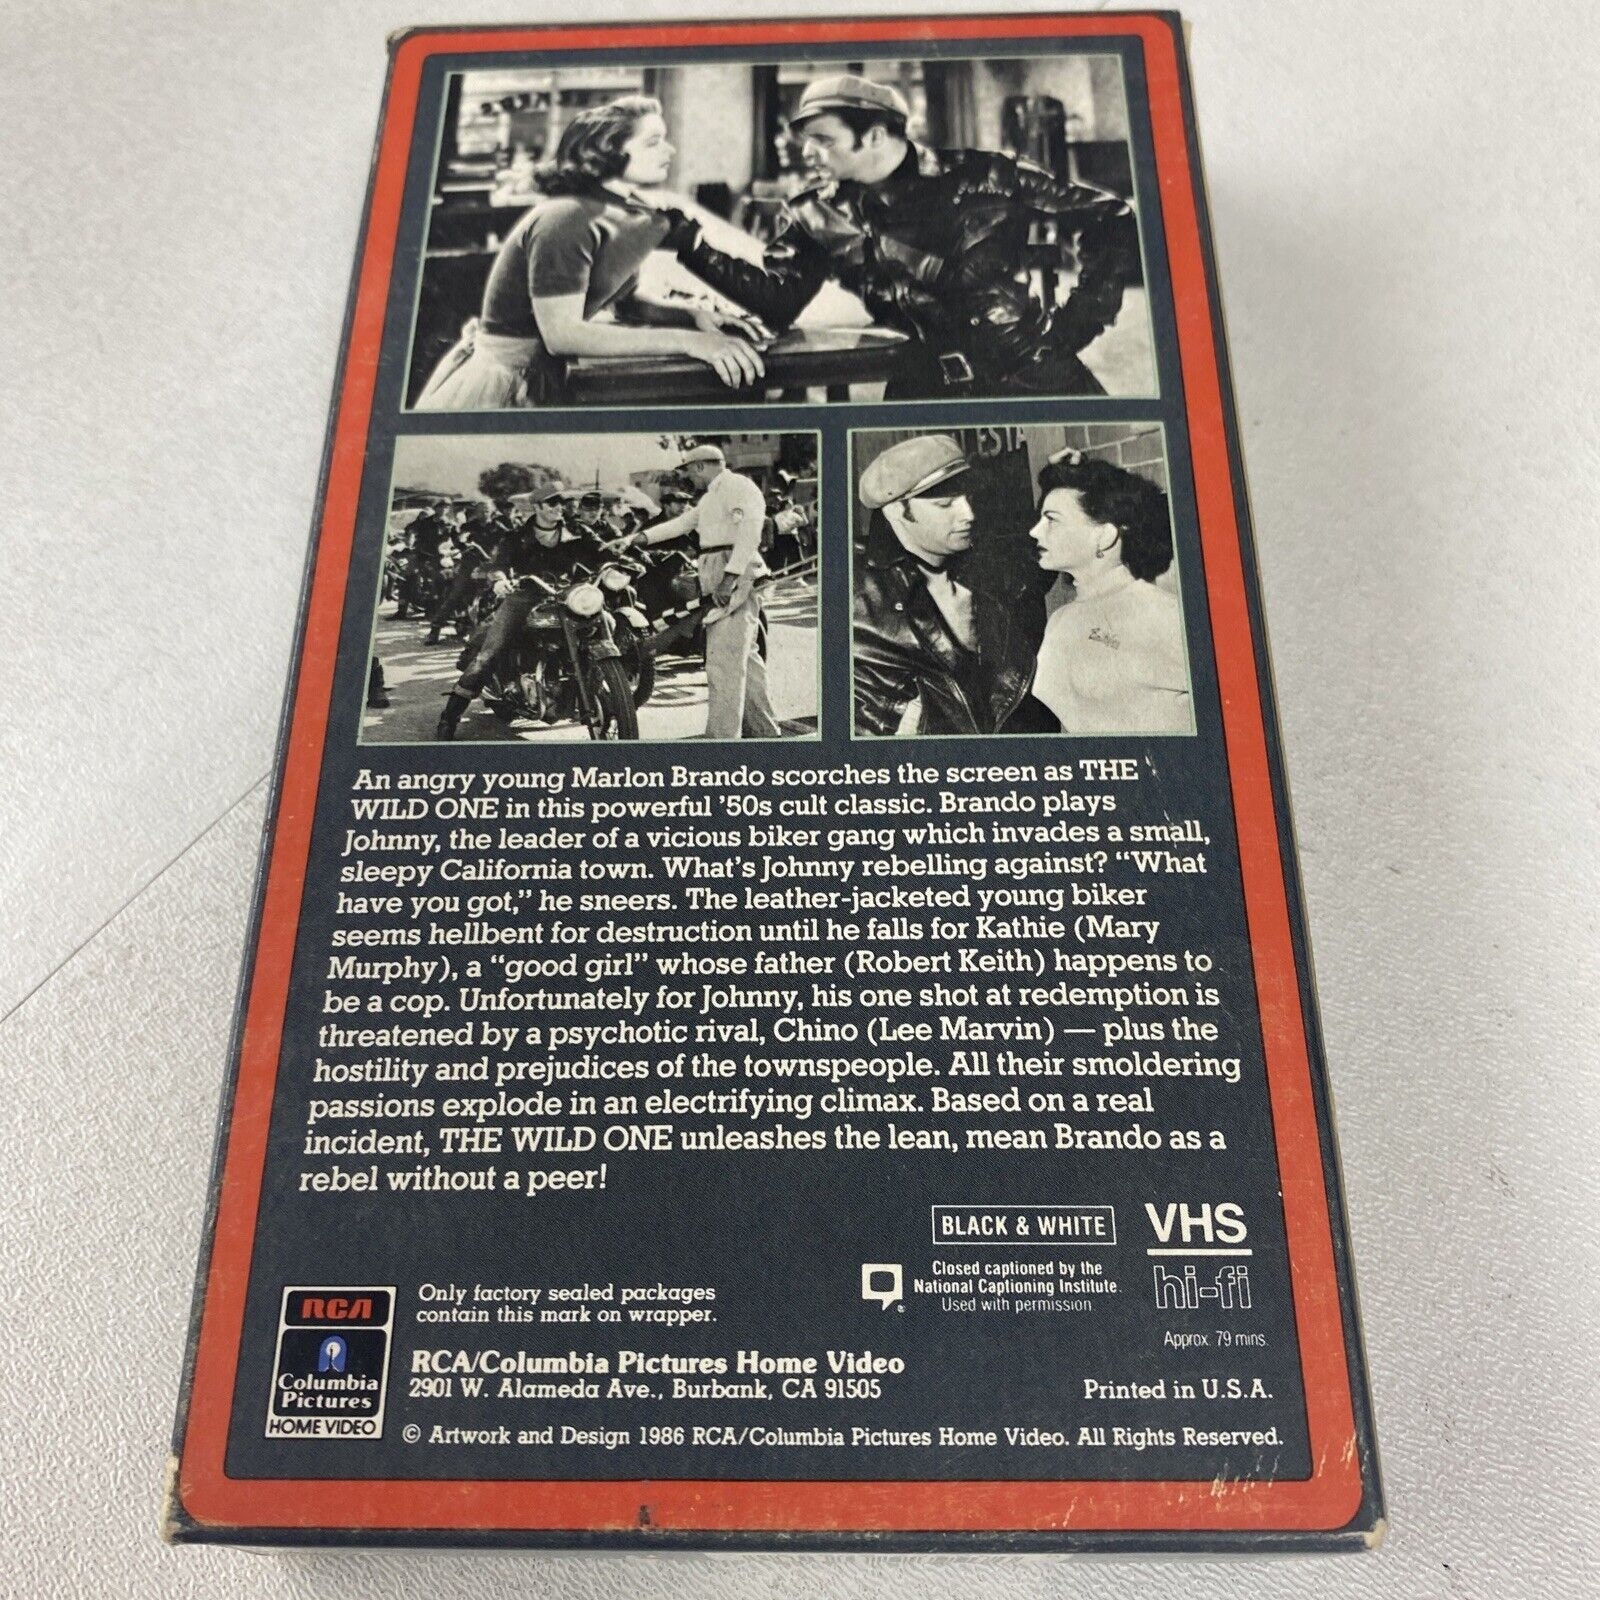 Johnny
ESTA
An angry young Marlon Brando scorches the screen as THE
WILD ONE in this powerful '50s cult classic. Brando plays
Johnny, the leader of a vicious biker gang which invades a small,
sleepy California town. What's Johnny rebelling against? "What
have you got," he sneers. The leather-jacketed young biker
seems hellbent for destruction until he falls for Kathie (Mary
Murphy), a "good girl" whose father (Robert Keith) happens to
be a cop. Unfortunately for Johnny, his one shot at redemption is
threatened by a psychotic rival, Chino (Lee Marvin) — plus the
hostility and prejudices of the townspeople. All their smoldering
passions explode in an electrifying climax. Based on a real
incident, THE WILD ONE unleashes the lean, mean Brando as a
rebel without a peer!
BLACK & WHITE
VHS
hi-fi
Closed captioned by the
National Captioning Institute.
Used with permission.
Approx. 79 mins.
RCA
Columbia
Pictures
HOME VIDEO
Only factory sealed packages
contain this mark on wrapper.
RCA/Columbia Pictures Home Video
2901 W. Alameda Ave., Burbank, CA 91505
Printed in U.S.A.
© Artwork and Design 1986 RCA/Columbia Pictures Home Video. All Rights Reserved.